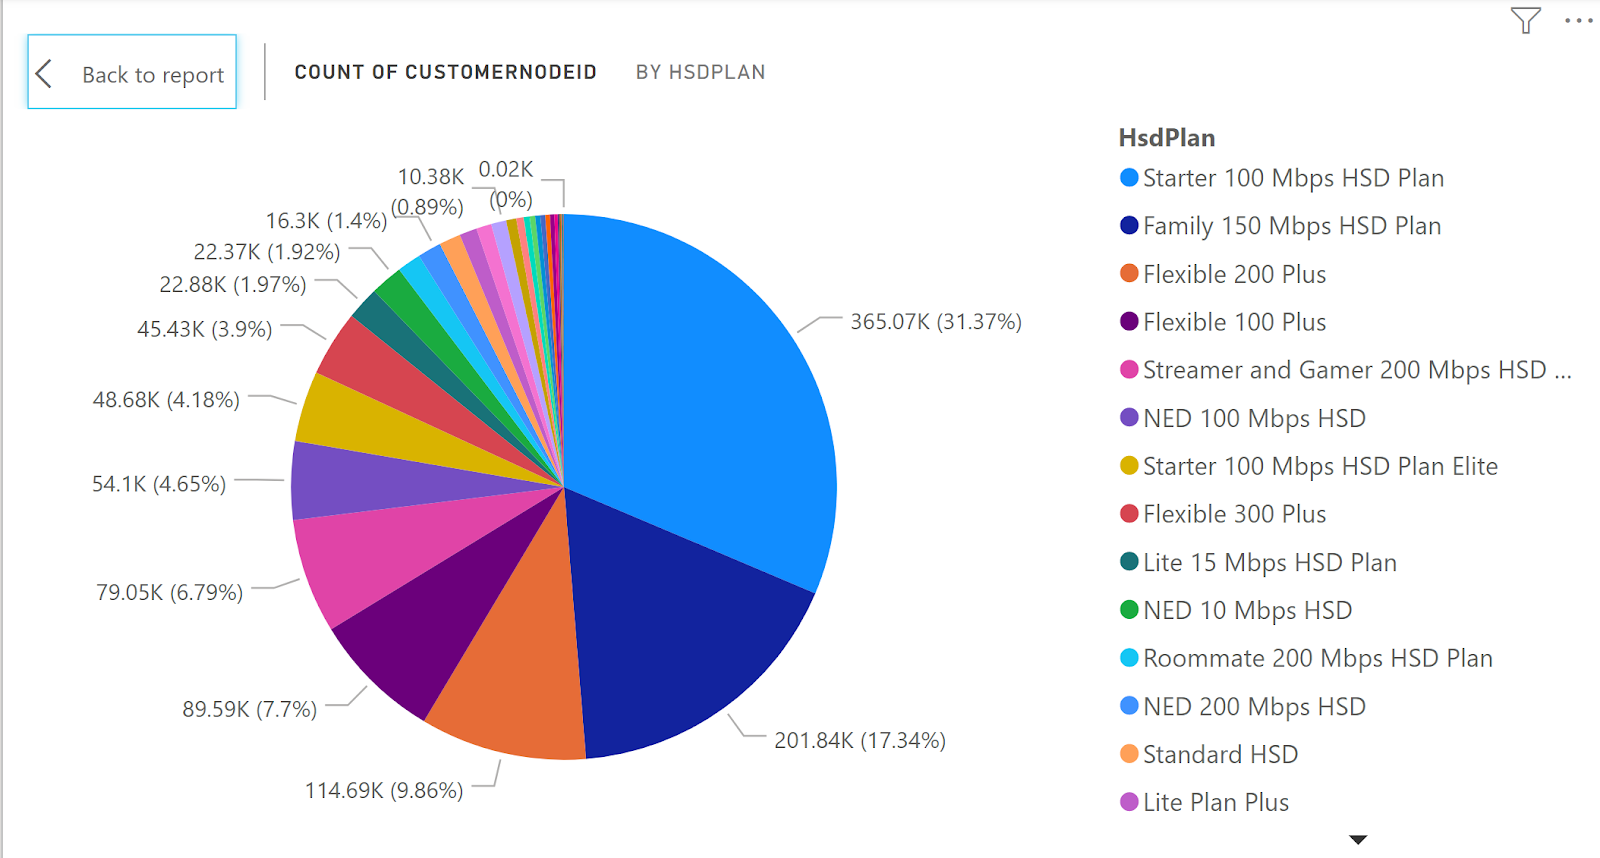 Back to report
COUNT OF CUSTOMERNODEID BY HSDPLAN
HsdPlan
Starter 100 Mbps HSD Plan
Family 150 Mbps HSD Plan
Flexible 200 Plus
Flexible 100 Plus
Streamer and Gamer 200 Mbps HSD ...
NED 100 Mbps HSD
Starter 100 Mbps HSD Plan Elite
Flexible 300 Plus
Lite 15 Mbps HSD Plan
NED 10 Mbps HSD
Roommate 200 Mbps HSD Plan
NED 200 Mbps HSD
Standard HSD
Lite Plan Plus
0.02K
(0%)
10.38K
(0.89%)
16.3K (1.4%)
22.37K (1.92%)
22.88K (1.97%)
45.43K (3.9%)
48.68K (4.18%)
54.1K (4.65%)
79.05K (6.79%)
89.59K (7.7%)
114.69K (9.86%)
201.84K (17.34%)
365.07K (31.37%)